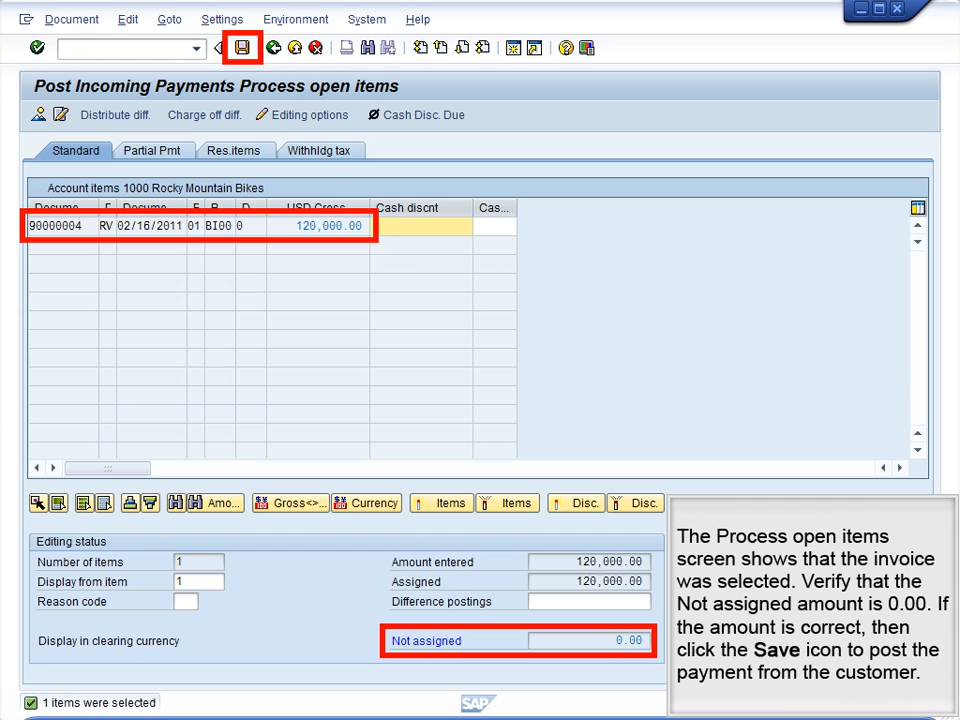 Document Edit Goto Settings Environment System Help
Post Incoming Payments Process open items
Distribute diff. Charge off diff. Editing options Cash Disc. Due
Standard Partial Pmt Res.items Withhldg tax
Account items 1000 Rocky Mountain Bikes
USD Gross Cash discnt Cas...
90000004 RV 02/16/2011 01 BI00 0 120,000.00
Amo... Gross<>... Currency Items Items Disc. Disc.
Editing status
Number of items 1 Amount entered 120,000.00
Display from item 1 Assigned 120,000.00
Reason code Difference postings
Display in clearing currency Not assigned 0.00
The Process open items
screen shows that the invoice
was selected. Verify that the
Not assigned amount is 0.00. If
the amount is correct, then
click the Save icon to post the
payment from the customer.
1 items were selected
SAP